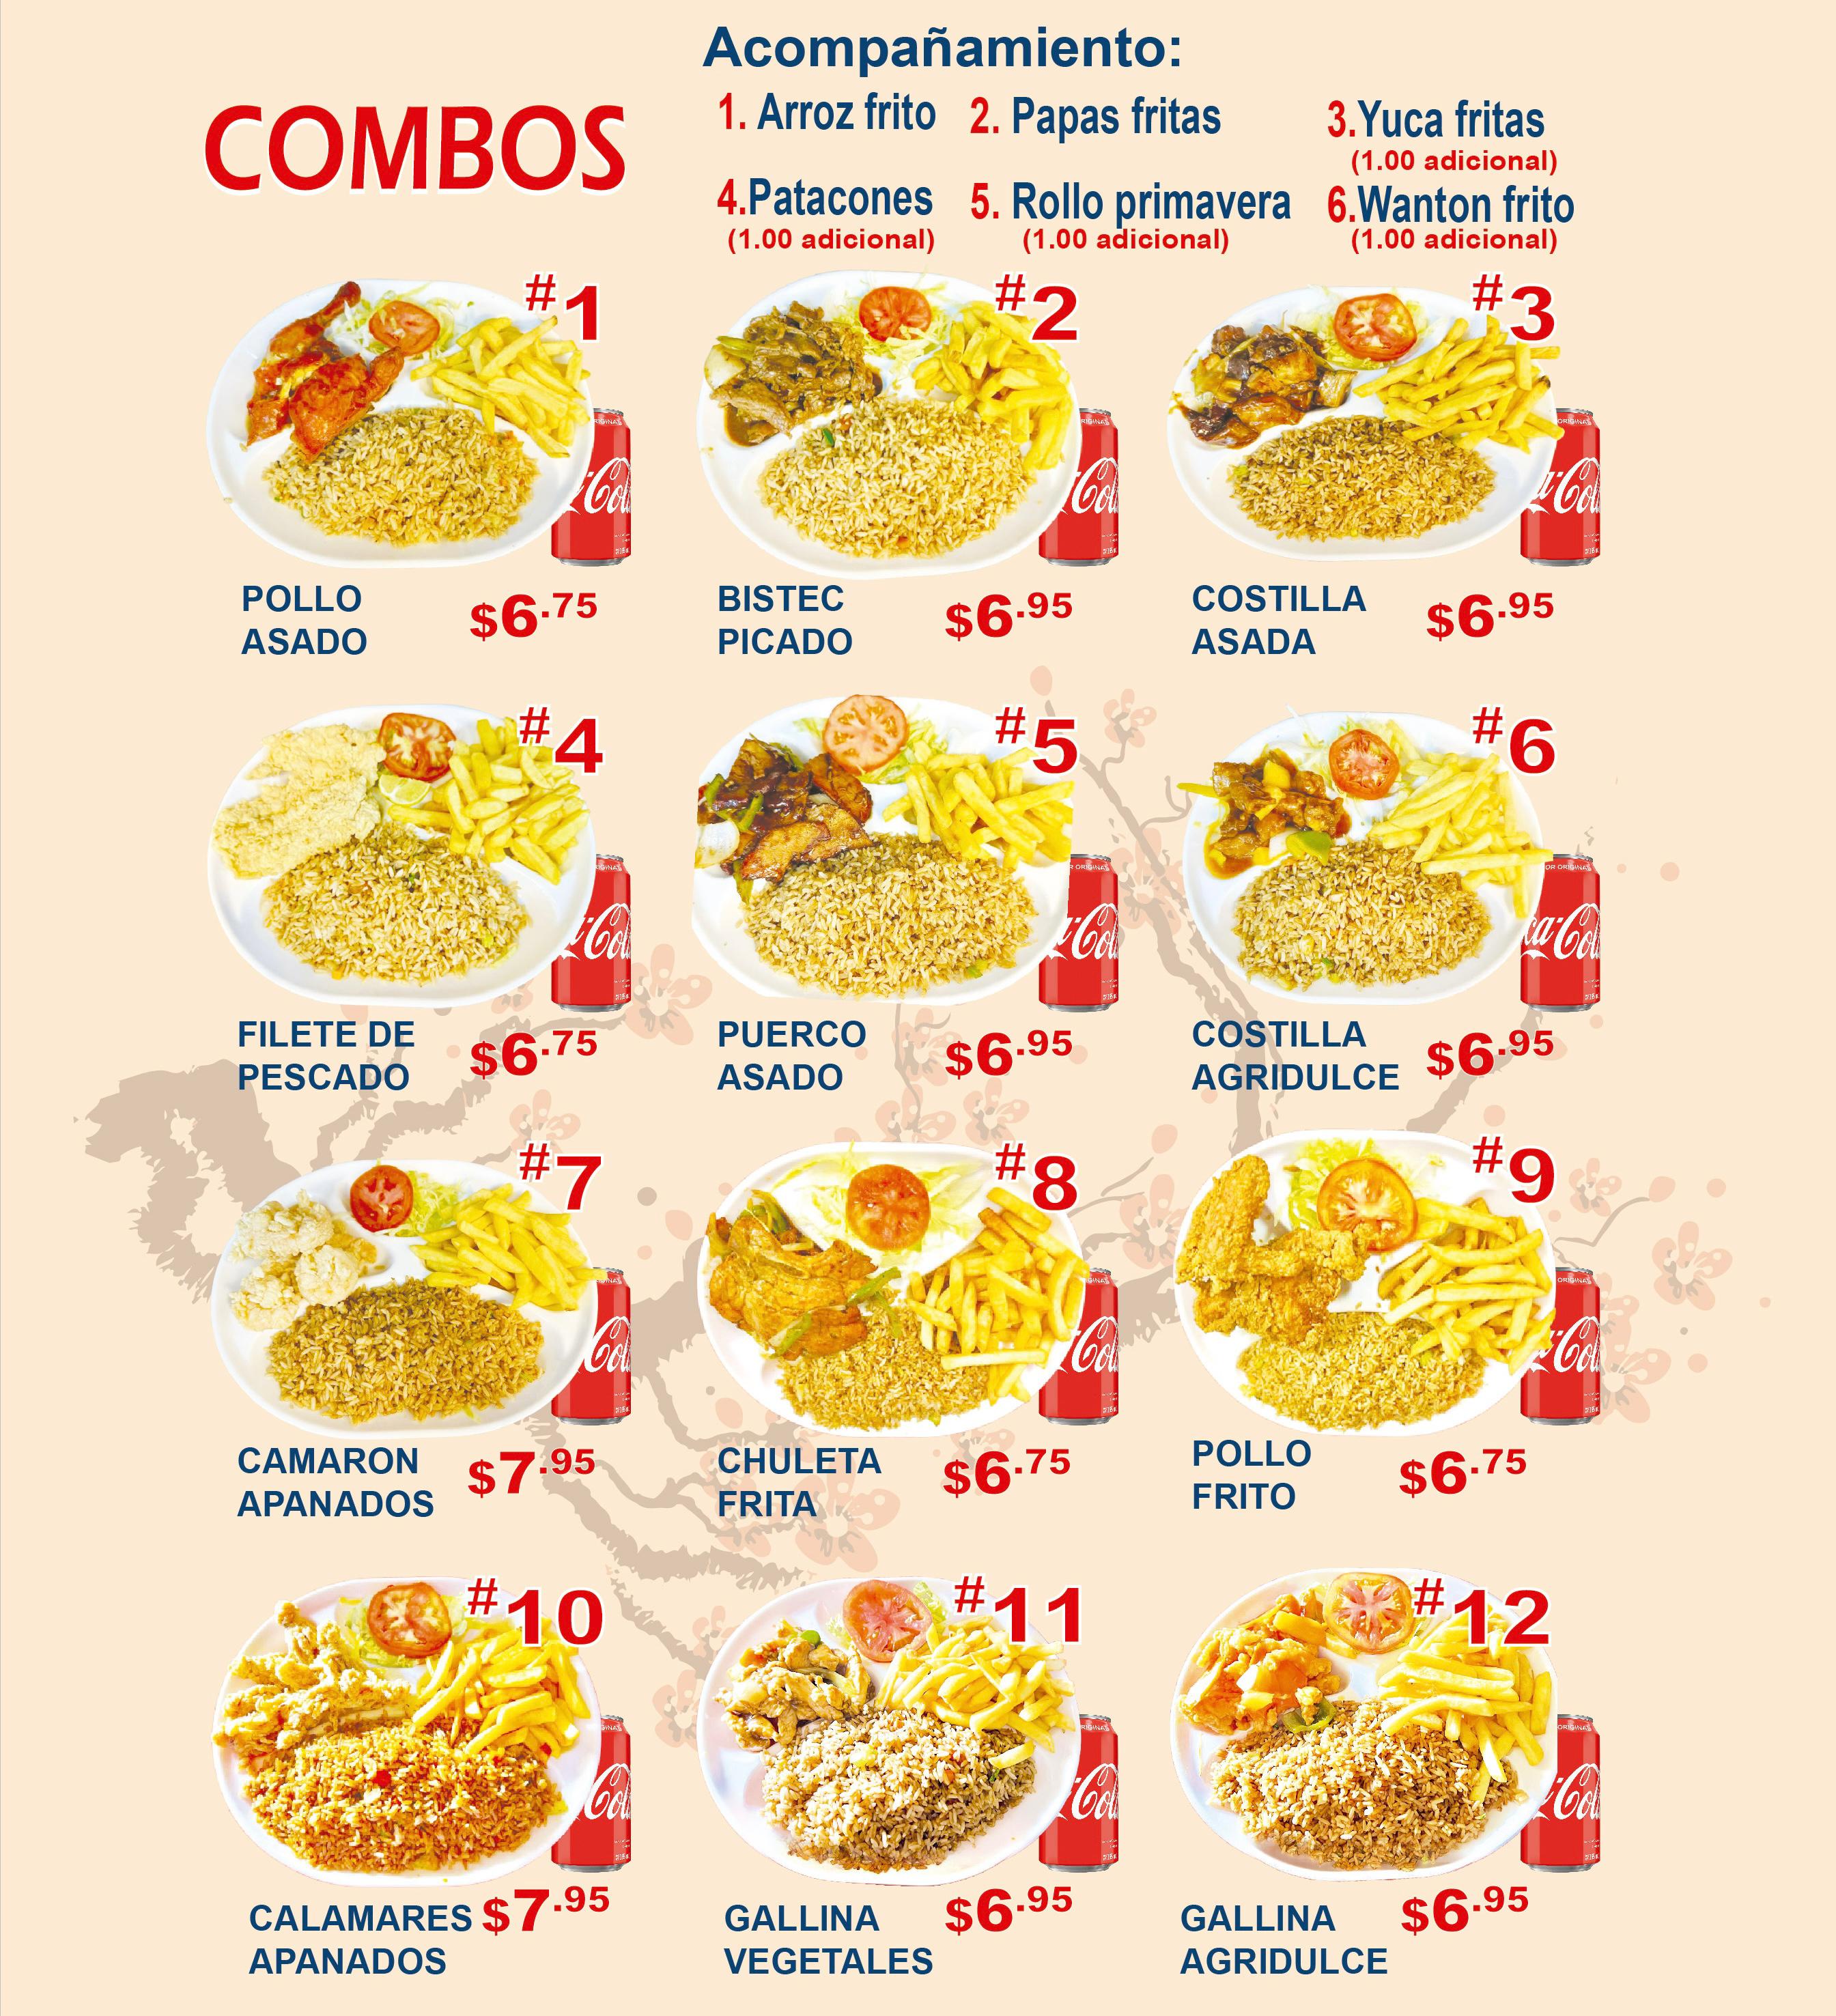 Acompañamiento:
COMBOS
1. Arroz frito 2. Papas fritas 3.Yuca fritas
(1.00 adicional)
4.Patacones 5. Rollo primavera 6.Wanton frito
(1.00 adicional) (1.00 adicional) (1.00 adicional)
#1
#2
#3
POLLO
ASADO
$6.75
BISTEC
PICADO
$6.95
COSTILLA
ASADA
$6.95
#4
#5
#6
FILETE DE
PESCADO
$6.75
PUERCO
ASADO
$6.95
COSTILLA
AGRIDULCE
$6.95
#7
#8
#9
CAMARON
APANADOS
$7.95
CHULETA
FRITA
$6.75
POLLO
FRITO
$6.75
#10
#11
#12
CALAMARES
APANADOS
$7.95
GALLINA
VEGETALES
$6.95
GALLINA
AGRIDULCE
$6.95